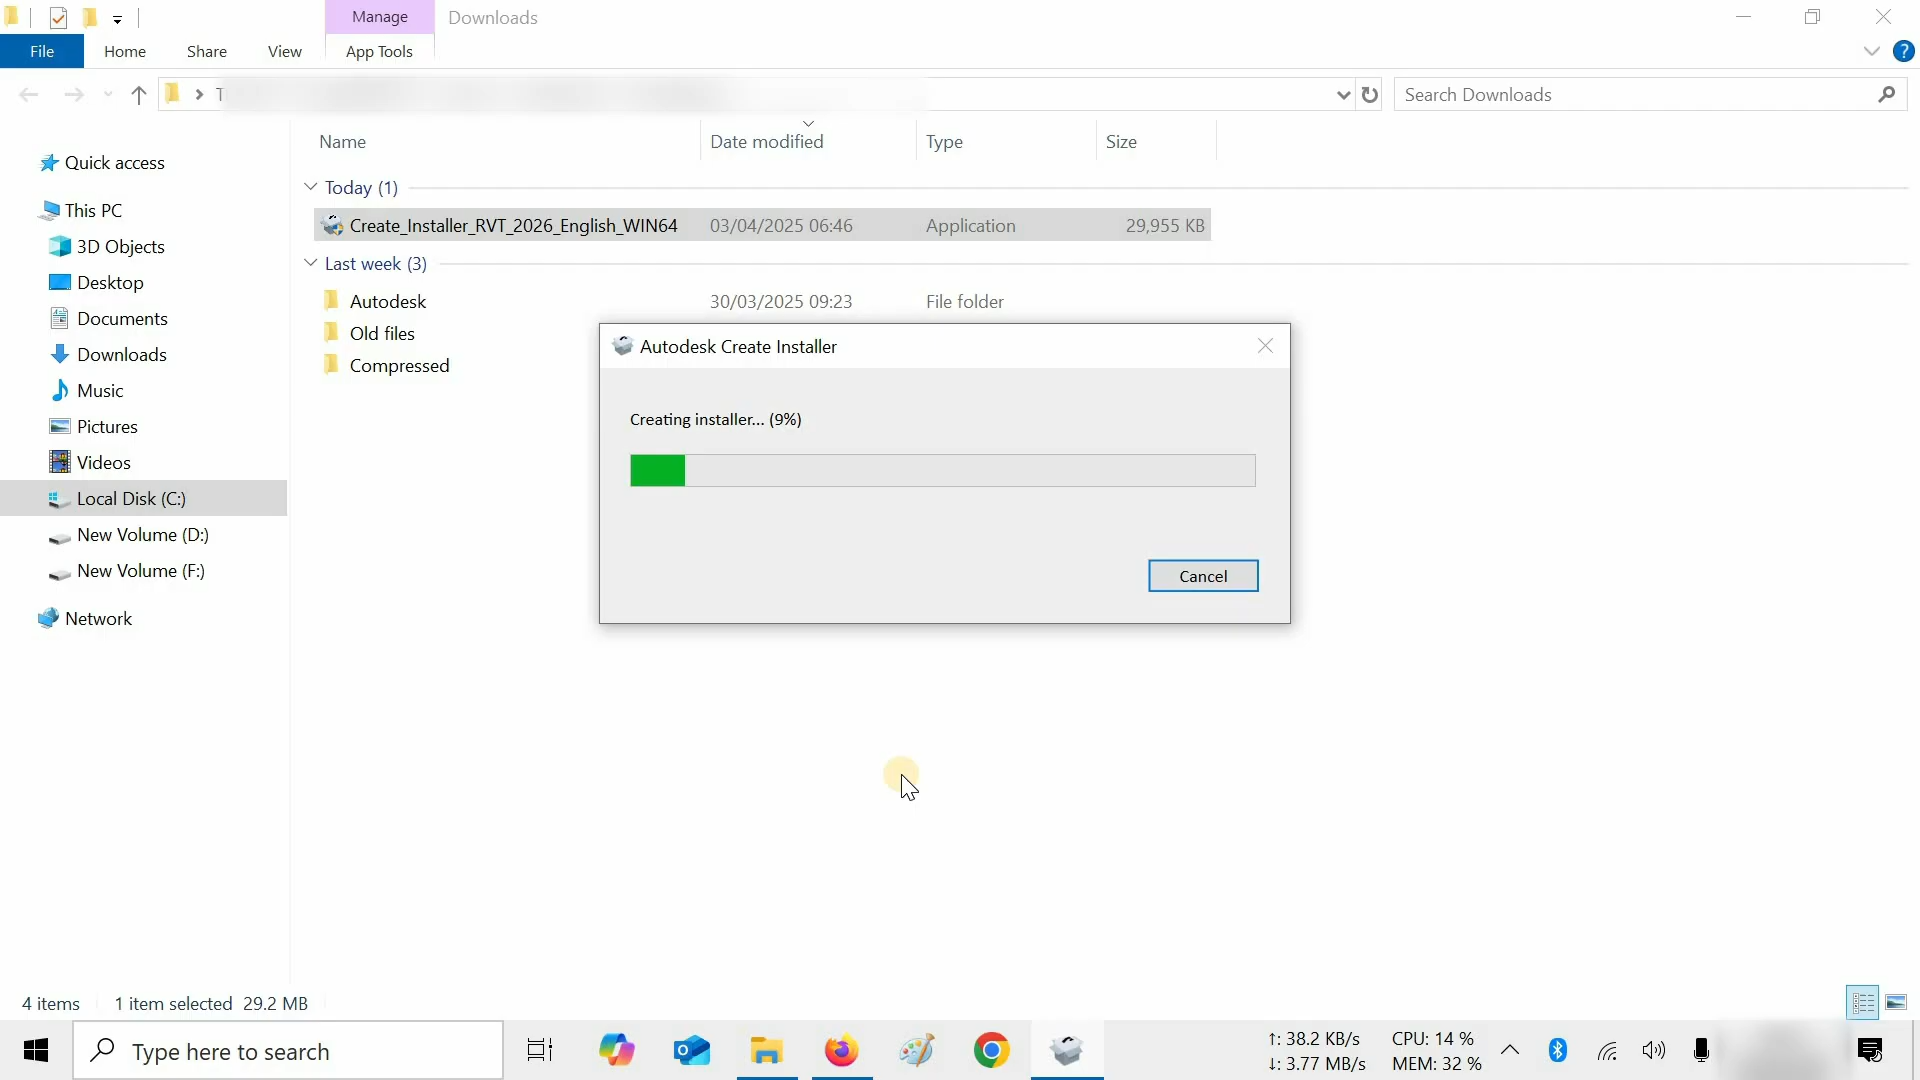 Manage
Downloads
File
Home
Share
View
App Tools
Search Downloads
Name
Date modified
Type
Size
Quick access
This PC
3D Objects
Desktop
Documents
Downloads
Music
Pictures
Videos
Local Disk (C:)
New Volume (D:)
New Volume (F:)
Network
Today (1)
Create_Installer_RVT_2026_English_WIN64 03/04/2025 06:46 Application 29,955 KB
Last week (3)
Autodesk 30/03/2025 09:23 File folder
Old files
Compressed
Autodesk Create Installer
Creating installer... (9%)
Cancel
4 items
1 item selected 29.2 MB
Type here to search
↑: 38.2 KB/s
↓: 3.77 MB/s
CPU: 14 %
MEM: 32 %